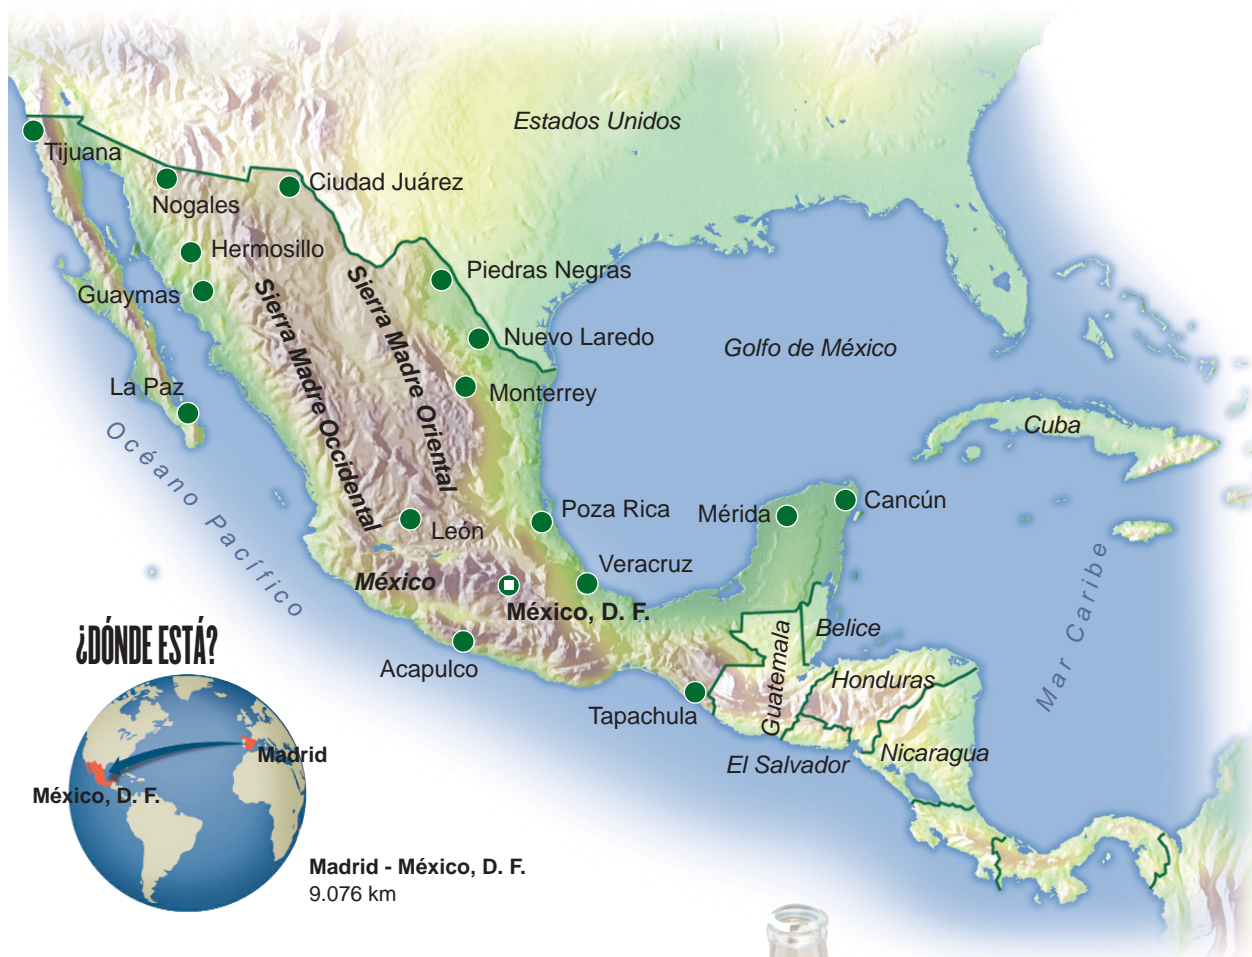 Estados Unidos
Tijuana
Nogales
Ciudad Juárez
Hermosillo
Guaymas
Piedras Negras
Sierra Madre Occidental
Sierra Madre Oriental
Nuevo Laredo
Golfo de México
La Paz
Monterrey
Cuba
Océano Pacífico
León
Poza Rica
Mérida
Cancún
Veracruz
México
México, D. F.
Mar Caribe
Belice
Guatemala
Honduras
Acapulco
Tapachula
El Salvador
Nicaragua
¿DÓNDE ESTÁ?
Madrid
México, D. F.
Madrid - México, D. F.
9.076 km